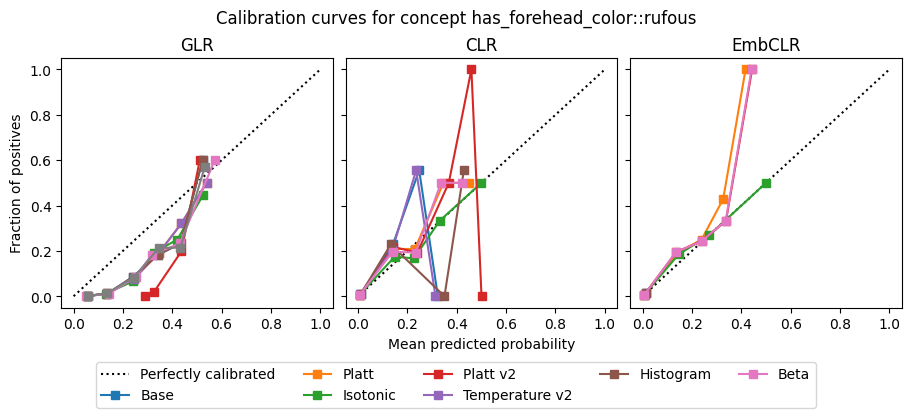 Calibration curves for concept has_forehead_color::rufous
GLR
CLR
EmbCLR
Fraction of positives
1.0
0.8
0.6
0.4
0.2
0.0
0.0 0.2 0.4 0.6 0.8 1.0
0.0 0.2 0.4 0.6 0.8 1.0
0.0 0.2 0.4 0.6 0.8 1.0
Mean predicted probability
Perfectly calibrated
Base
Platt
Isotonic
Platt v2
Temperature v2
Histogram
Beta